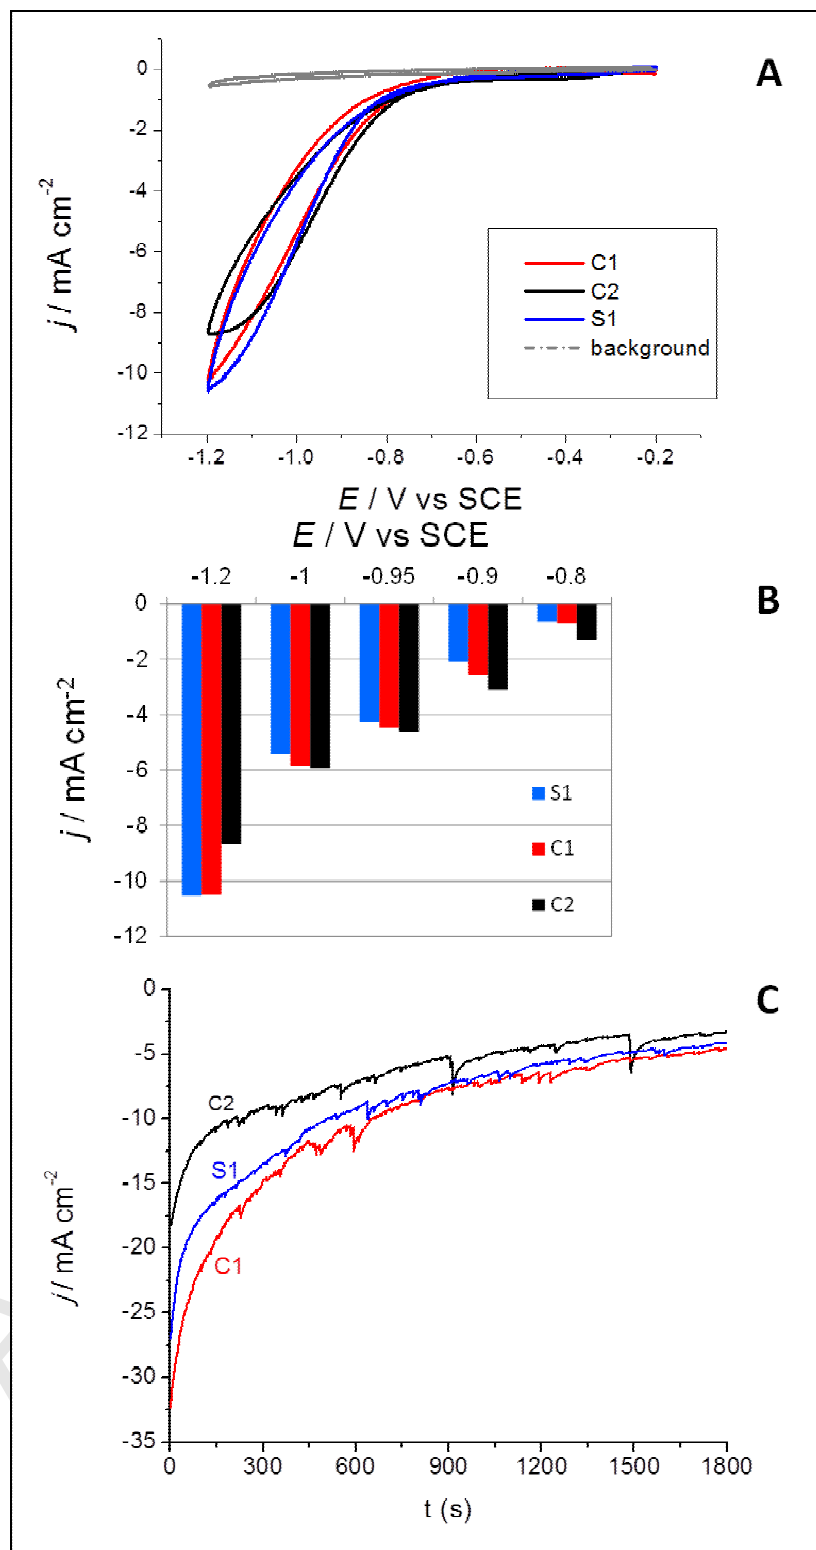 A
0
-2
-4
-6
-8
-10
-12
j / mA cm-2
C1
C2
S1
background
-1.2 -1.0 -0.8 -0.6 -0.4 -0.2
E / V vs SCE
E / V vs SCE
-1.2 -1 -0.95 -0.9 -0.8
B
0
-2
-4
-6
-8
-10
-12
j / mA cm-2
S1
C1
C2
C
0
-5
-10
-15
-20
-25
-30
-35
j / mA cm-2
C2
S1
C1
0 300 600 900 1200 1500 1800
t (s)